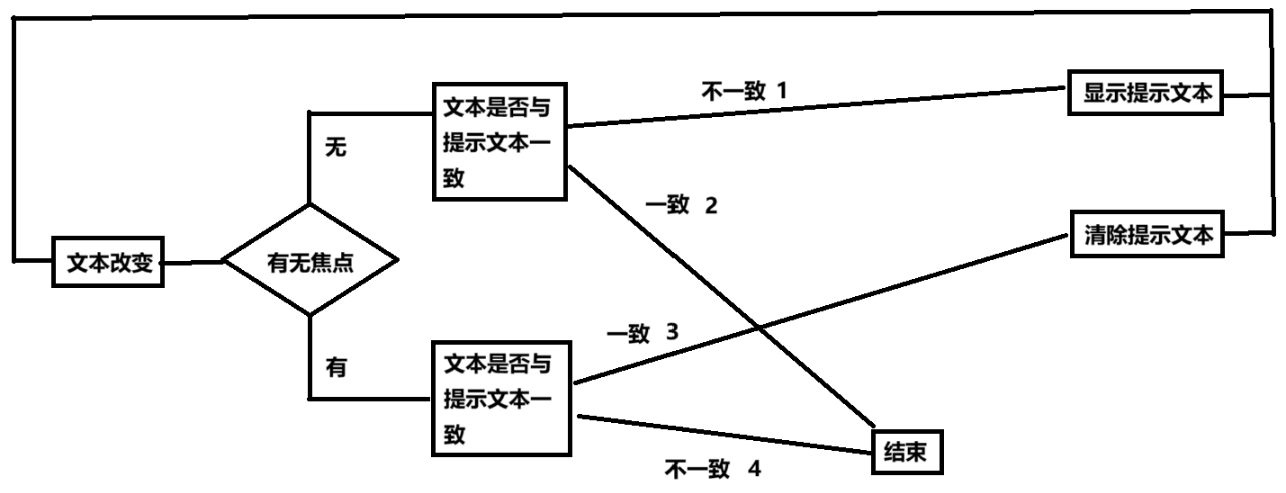 不一致 1
文本是否与
提示文本一
致
显示提示文本
无
一致 2
文本改变
有无焦点
清除提示文本
一致 3
有
文本是否与
提示文本一
致
不一致 4
结束